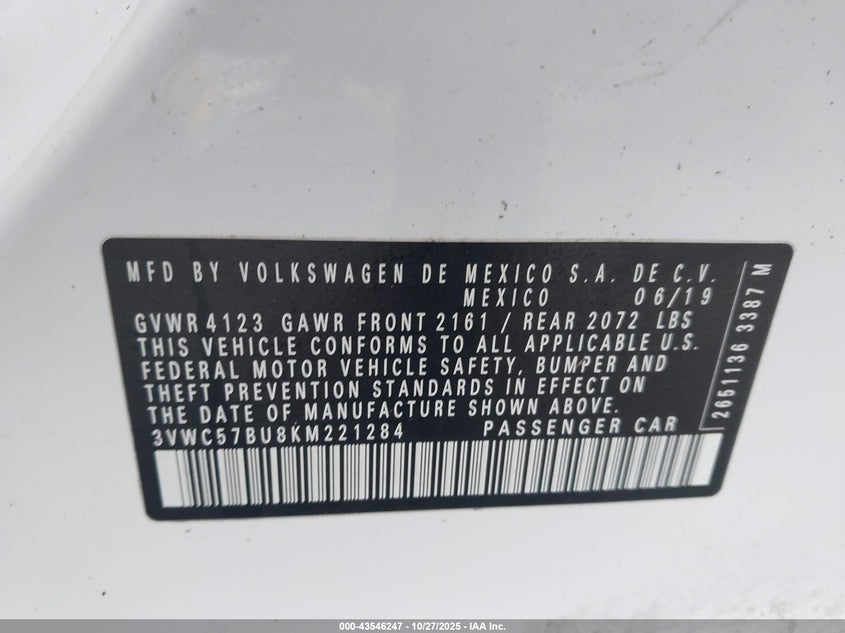 MFD BY VOLKSWAGEN DE MEXICO S.A. DE C.V.
MEXICO 06/19
GVWR 4123 GAWR FRONT 2161 / REAR 2072 LBS
THIS VEHICLE CONFORMS TO ALL APPLICABLE U.S.
FEDERAL MOTOR VEHICLE SAFETY, BUMPER AND
THEFT PREVENTION STANDARDS IN EFFECT ON
THE DATE OF MANUFACTURE SHOWN ABOVE.
3VWC57BU8KM221284 PASSENGER CAR
2651136 3387 M
000-43546247 - 10/27/2025 - IAA Inc.